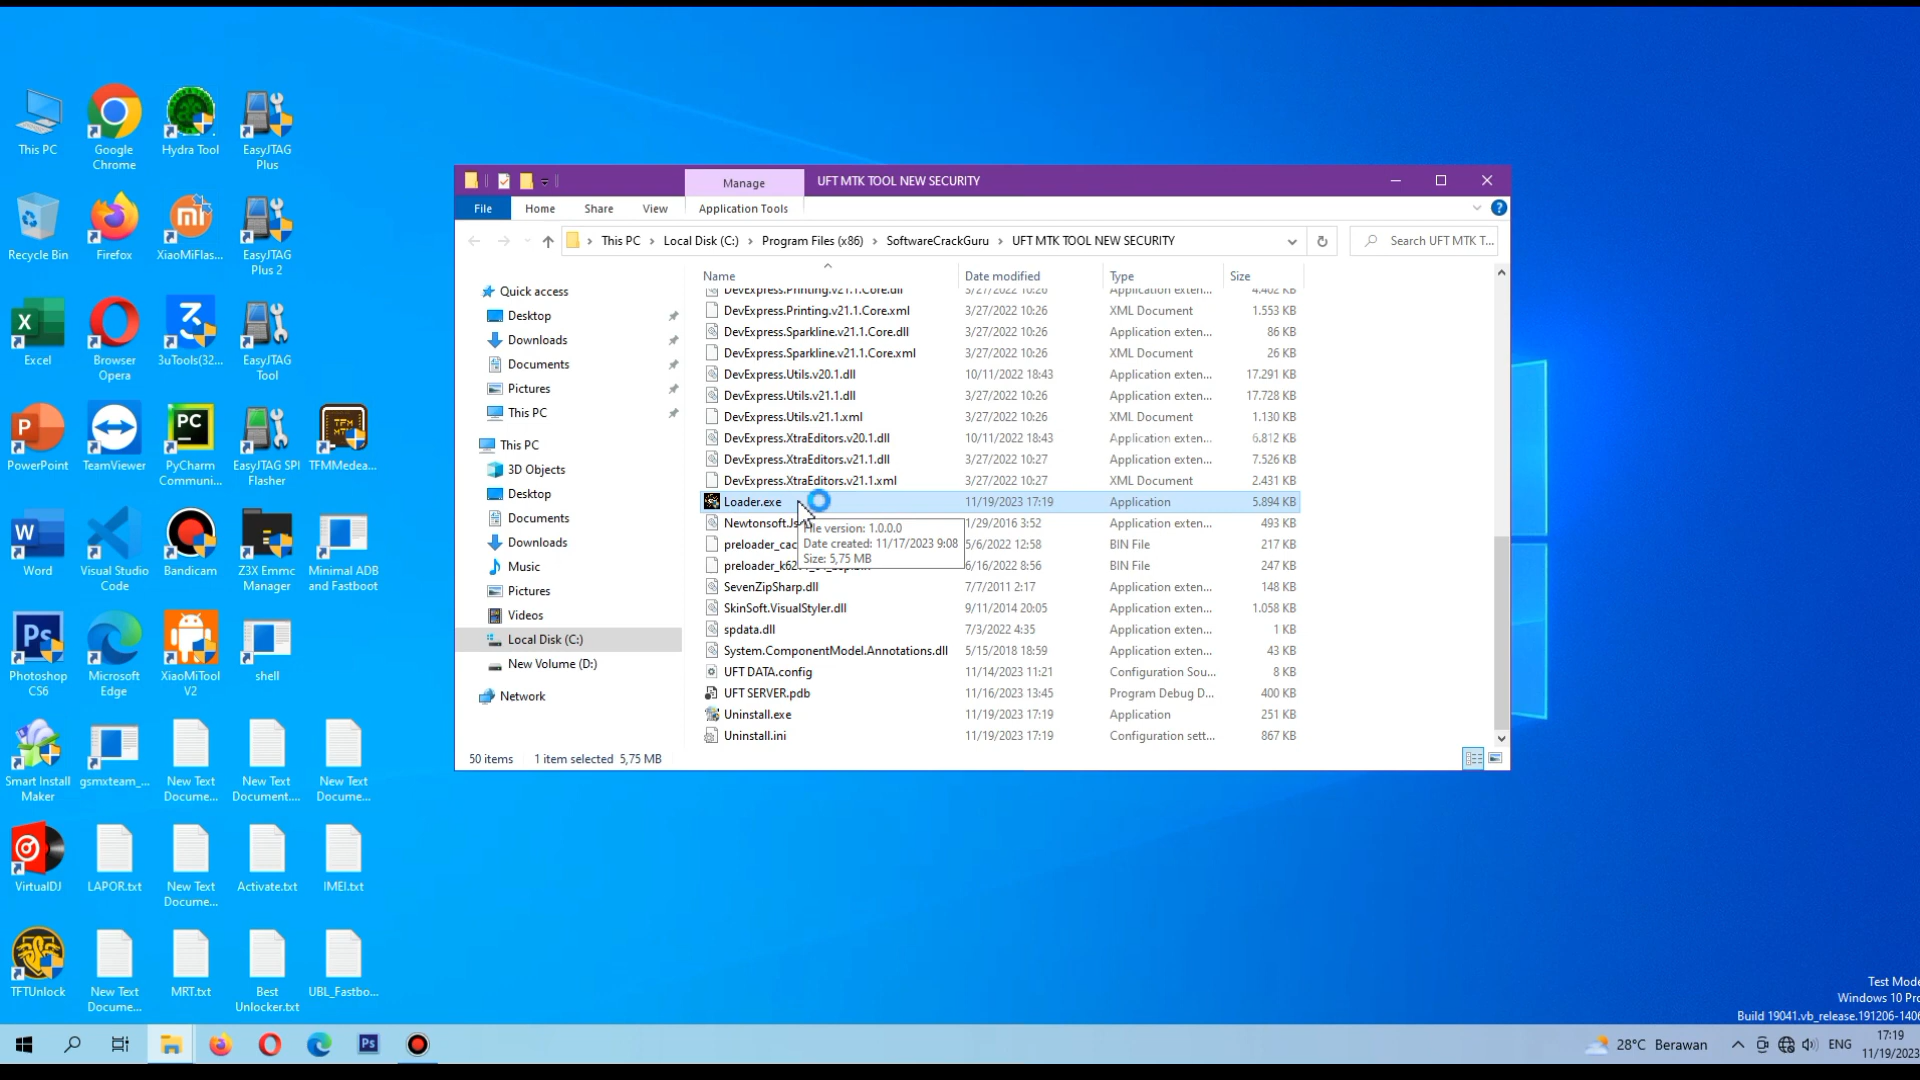 This PC
Google
Chrome
Hydra Tool
EasyJTAG
Plus
Recycle Bin
Firefox
XiaoMiFlas...
EasyJTAG
Plus 2
Excel
Browser
Opera
3uTools(32...
EasyJTAG
Tool
PowerPoint
TeamViewer
PyCharm
Communi...
EasyJTAG SPI
Flasher
TFMMedea...
Word
Visual Studio
Code
Bandicam
Z3X Emmc
Manager
Minimal ADB
and Fastboot
Photoshop
CS6
Microsoft
Edge
XiaoMiTool
V2
shell
Smart Install
Maker
gsmxteam_...
New Text
Docume...
New Text
Document....
New Text
Docume...
VirtualDJ
LAPOR.txt
New Text
Docume...
Activate.txt
IMEI.txt
TFTUnlock
New Text
Docume...
MRT.txt
Best
Unlocker.txt
UBL_Fastbo...
Manage
UFT MTK TOOL NEW SECURITY
File Home Share View Application Tools
This PC Local Disk (C:) Program Files (x86) SoftwareCrackGuru UFT MTK TOOL NEW SECURITY
Search UFT MTK T...
Quick access
Desktop
Downloads
Documents
Pictures
This PC
This PC
3D Objects
Desktop
Documents
Downloads
Music
Pictures
Videos
Local Disk (C:)
New Volume (D:)
Network
Name Date modified Type Size
DevExpress.Printing.v21.1.Core.dll 3/27/2022 10:26 Application exten... 4.402 KB
DevExpress.Printing.v21.1.Core.xml 3/27/2022 10:26 XML Document 1.553 KB
DevExpress.Sparkline.v21.1.Core.dll 3/27/2022 10:26 Application exten... 86 KB
DevExpress.Sparkline.v21.1.Core.xml 3/27/2022 10:26 XML Document 26 KB
DevExpress.Utils.v20.1.dll 10/11/2022 18:43 Application exten... 17.291 KB
DevExpress.Utils.v21.1.dll 3/27/2022 10:26 Application exten... 17.728 KB
DevExpress.Utils.v21.1.xml 3/27/2022 10:26 XML Document 1.130 KB
DevExpress.XtraEditors.v20.1.dll 10/11/2022 18:43 Application exten... 6.812 KB
DevExpress.XtraEditors.v21.1.dll 3/27/2022 10:27 Application exten... 7.526 KB
DevExpress.XtraEditors.v21.1.xml 3/27/2022 10:27 XML Document 2.431 KB
Loader.exe 11/19/2023 17:19 Application 5.894 KB
Newtonsoft.Js 1/29/2016 3:52 Application exten... 493 KB
preloader_cac 5/6/2022 12:58 BIN File 217 KB
6/16/2022 8:56 BIN File 247 KB
SevenZipSharp.dll 7/7/2011 2:17 Application exten... 148 KB
SkinSoft.VisualStyler.dll 9/11/2014 20:05 Application exten... 1.058 KB
spdata.dll 7/3/2022 4:35 Application exten... 1 KB
System.ComponentModel.Annotations.dll 5/15/2018 18:59 Application exten... 43 KB
UFT DATA.config 11/14/2023 11:21 Configuration Sou... 8 KB
UFT SERVER.pdb 11/16/2023 13:45 Program Debug D... 400 KB
Uninstall.exe 11/19/2023 17:19 Application 251 KB
Uninstall.ini 11/19/2023 17:19 Configuration sett... 867 KB
File version: 1.0.0.0
Date created: 11/17/2023 9:08
Size: 5,75 MB
50 items 1 item selected 5,75 MB
Test Mode
Windows 10 Pro
Build 19041.vb_release.191206-1406
28°C Berawan
ENG
17:19
11/19/2023